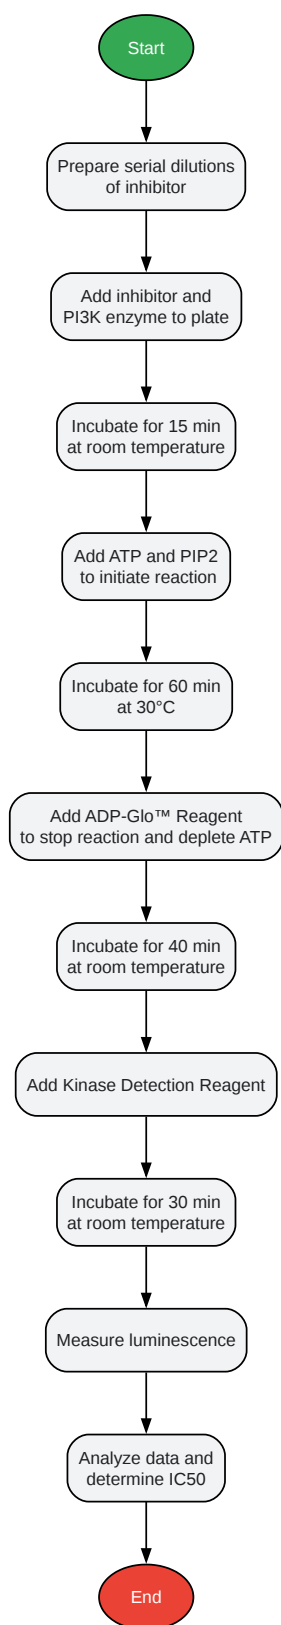 Start
Prepare serial dilutions
of inhibitor
Add inhibitor and
PI3K enzyme to plate
Incubate for 15 min
at room temperature
Add ATP and PIP2
to initiate reaction
Incubate for 60 min
at 30°C
Add ADP-Glo™ Reagent
to stop reaction and deplete ATP
Incubate for 40 min
at room temperature
Add Kinase Detection Reagent
Incubate for 30 min
at room temperature
Measure luminescence
Analyze data and
determine IC50
End